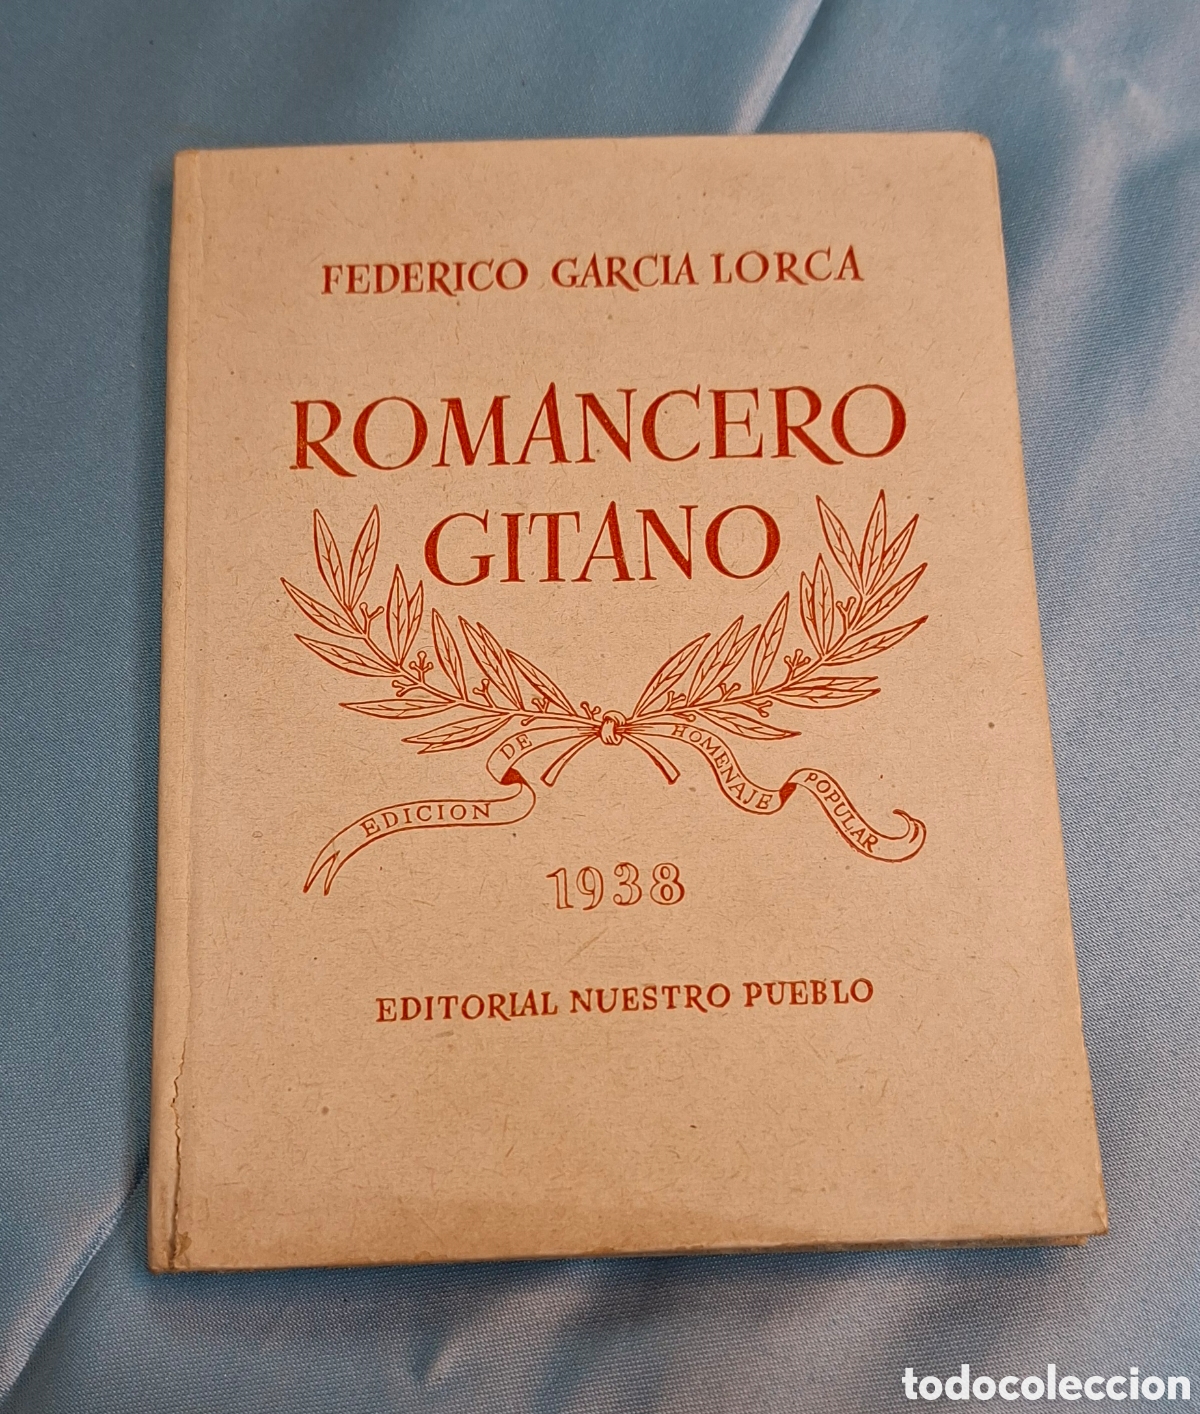 FEDERICO GARCIA LORCA
ROMANCERO
GITANO
EDICION DE HOMENAJE POPULAR
1938
EDITORIAL NUESTRO PUEBLO
todocoleccion